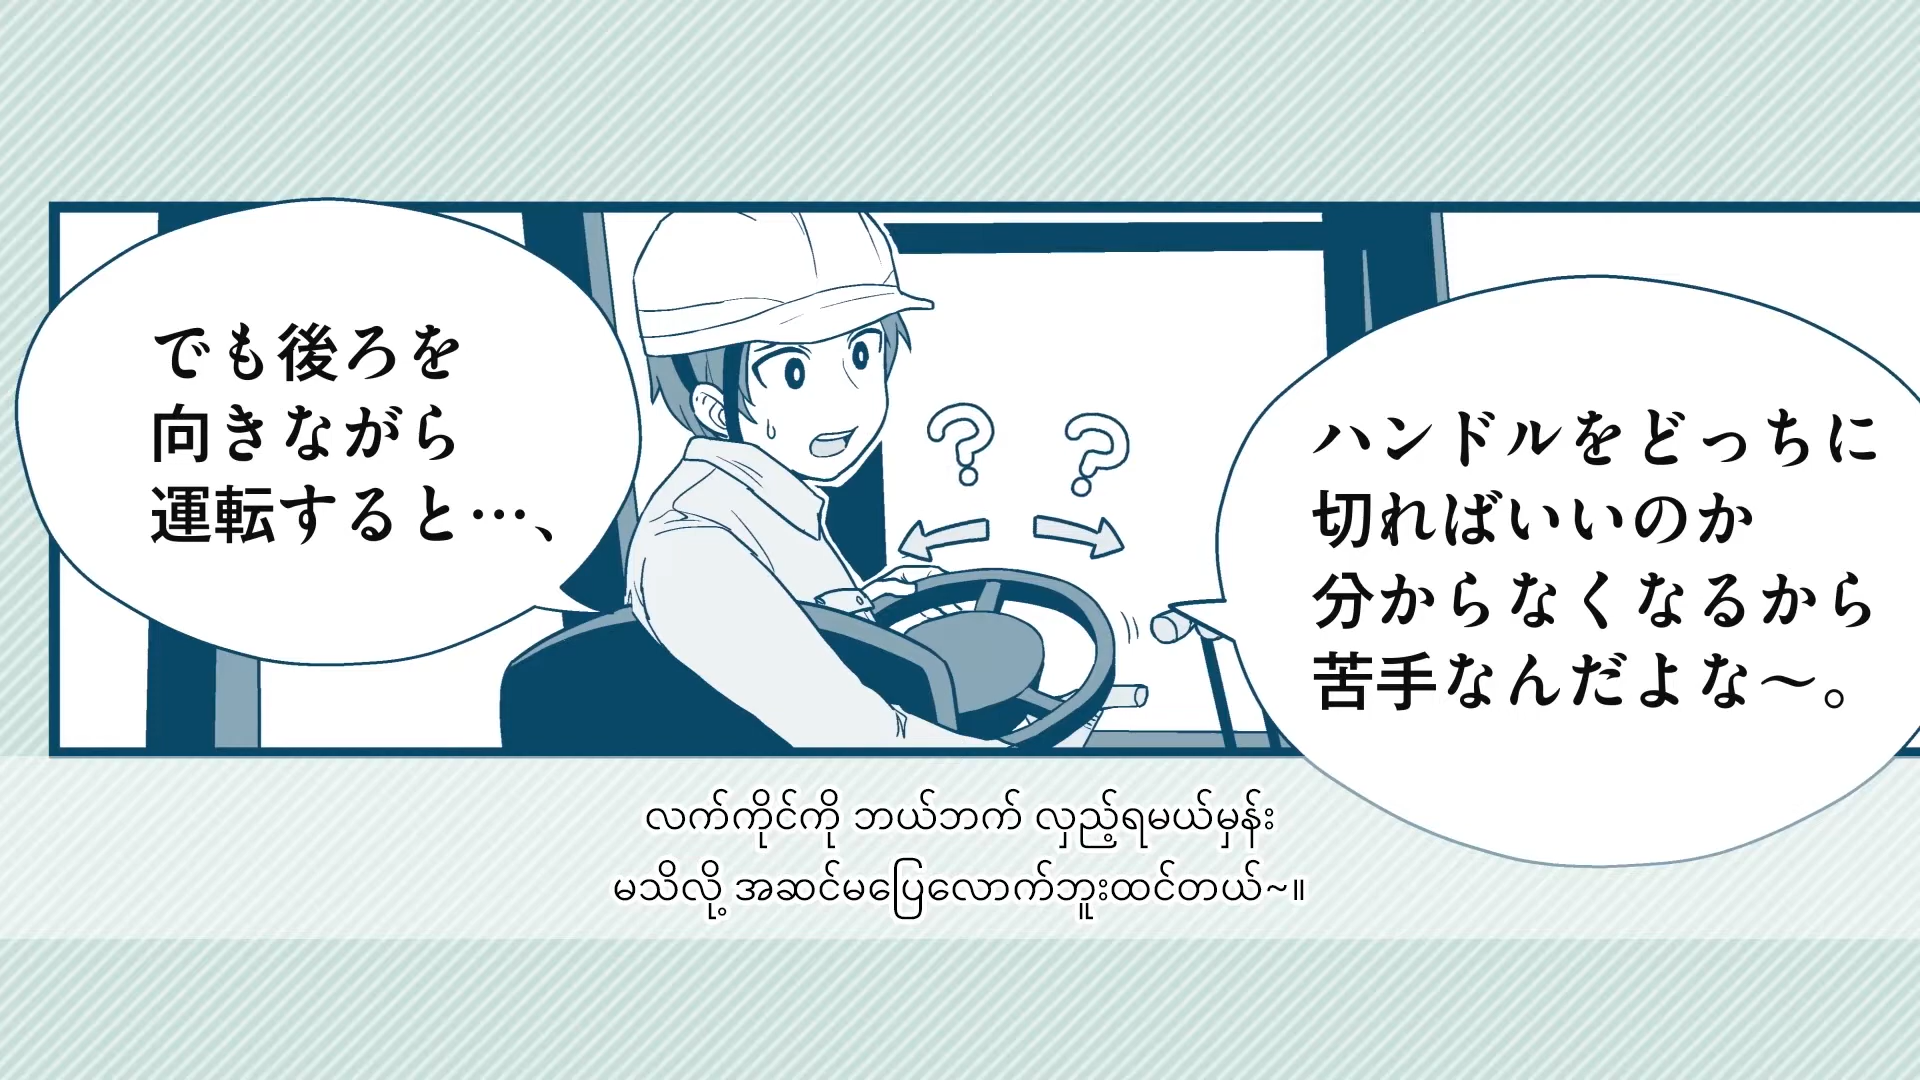 でも後ろを
向きながら
運転すると…、
ハンドルをどっちに
切ればいいのか
分からなくなるから
苦手なんだよな～。
လက်ကိုင်ကို ဘယ်ဘက် လှည့်ရမယ်မှန်း
မသိလို့ အဆင်မပြေလောက်ဘူးထင်တယ်~။